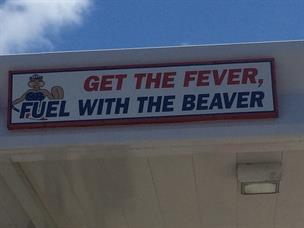 GET THE FEVER,
FUEL WITH THE BEAVER